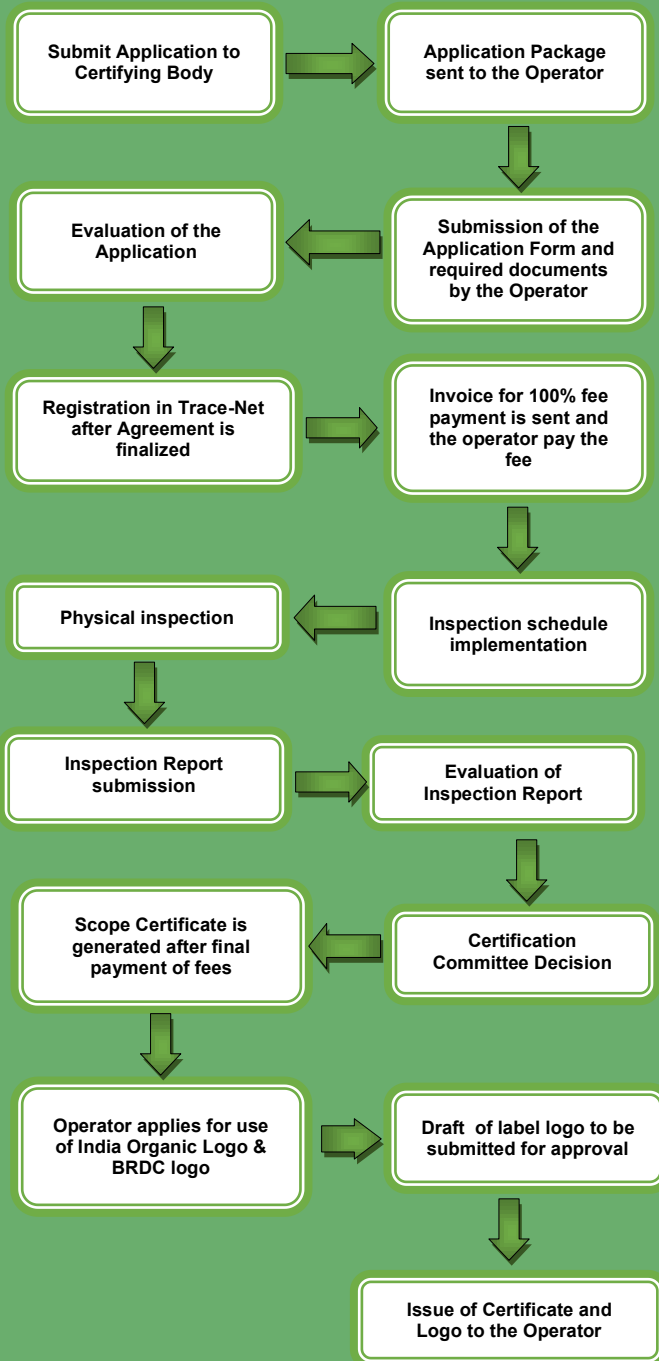 Submit Application to
Certifying Body
Application Package
sent to the Operator
Submission of the
Application Form and
required documents
by the Operator
Evaluation of the
Application
Registration in Trace-Net
after Agreement is
finalized
Invoice for 100% fee
payment is sent and
the operator pay the
fee
Inspection schedule
implementation
Physical inspection
Inspection Report
submission
Evaluation of
Inspection Report
Certification
Committee Decision
Scope Certificate is
generated after final
payment of fees
Operator applies for use
of India Organic Logo &
BRDC logo
Draft of label logo to be
submitted for approval
Issue of Certificate and
Logo to the Operator